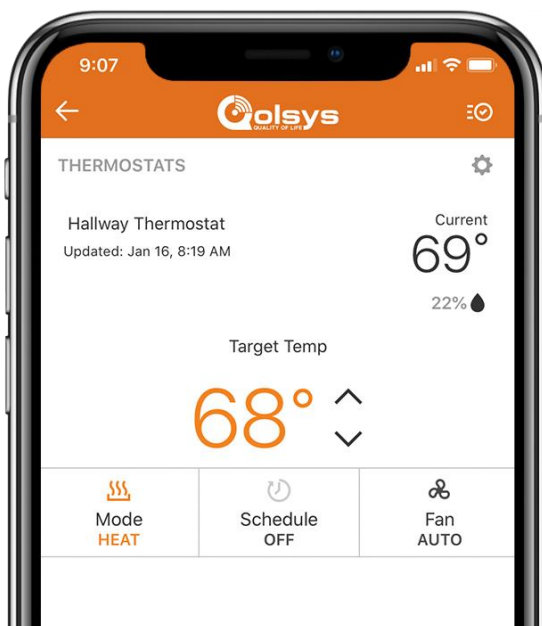 9:07
Qolsys
QUALITY OF LIFE
THERMOSTATS
Hallway Thermostat
Updated: Jan 16, 8:19 AM
Current
69°
22%
Target Temp
68°
Mode
HEAT
Schedule
OFF
Fan
AUTO